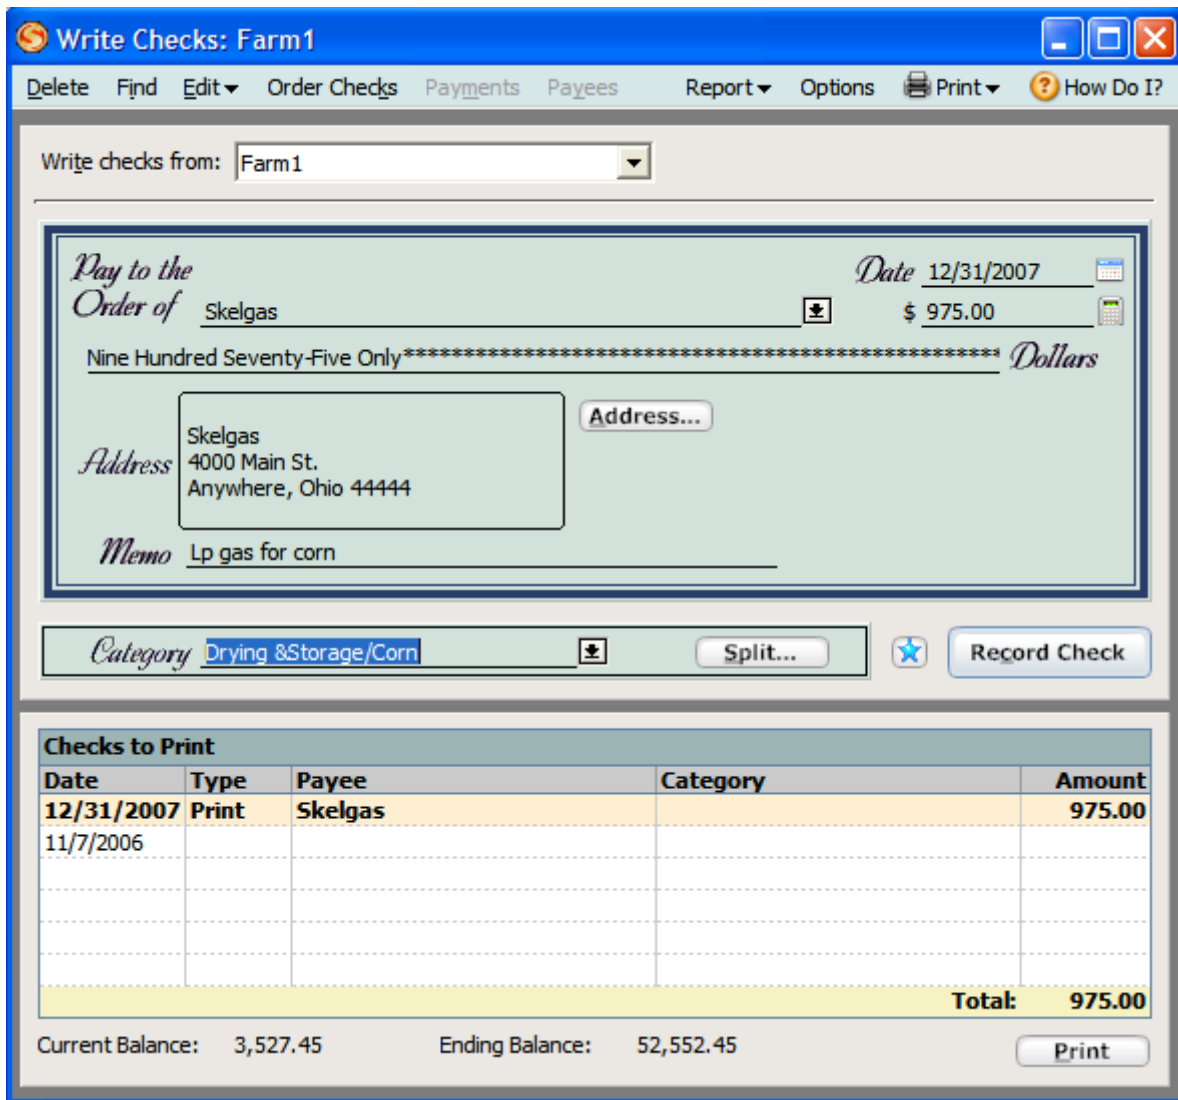 Write Checks: Farm1
Delete Find Edit Order Checks Payments Payees Report Options Print How Do I?
Write checks from: Farm1
Pay to the
Order of Skelgas
Date 12/31/2007
$ 975.00
Nine Hundred Seventy-Five Only**************************************************** Dollars
Address
Skelgas
4000 Main St.
Anywhere, Ohio 44444
Address...
Memo Lp gas for corn
Category Drying &Storage/Corn Split... Record Check
Checks to Print
Date Type Payee Category Amount
12/31/2007 Print Skelgas 975.00
11/7/2006
Total: 975.00
Current Balance: 3,527.45 Ending Balance: 52,552.45 Print